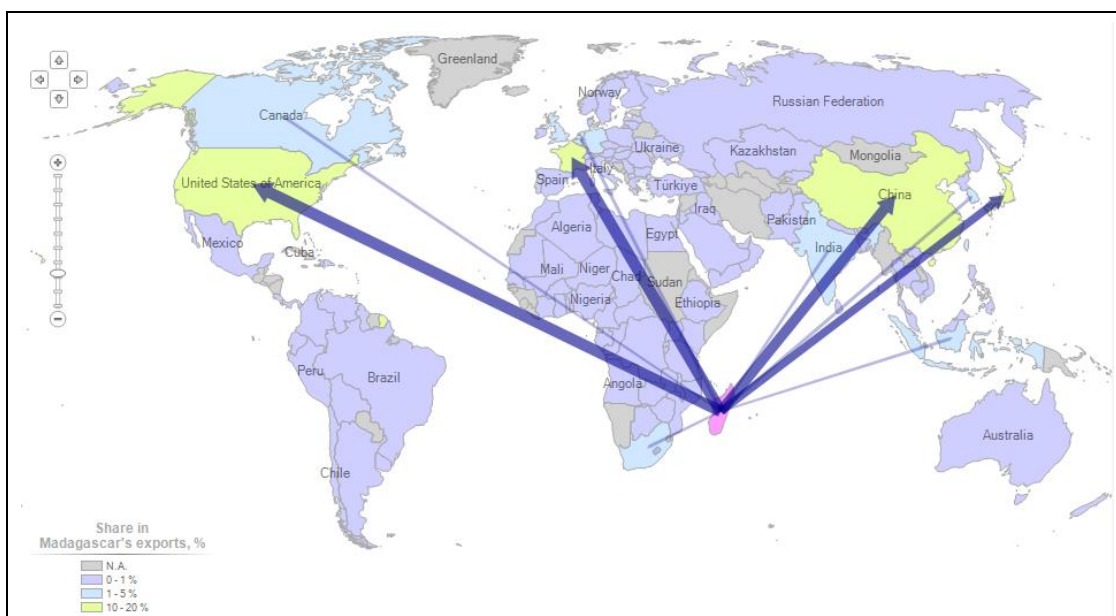 Greenland
Norway
Russian Federation
Canada
Ukraine
Kazakhstan
Mongolia
Italy
Spain
Türkiye
United States of America
China
Iraq
Pakistan
Algeria
Egypt
India
Mexico
Cuba
Mali
Niger
Chad
Sudan
Nigeria
Ethiopia
Peru
Brazil
Angola
Australia
Chile
Share in
Madagascar's exports, %
N.A.
0 - 1 %
1 - 5 %
10 - 20 %